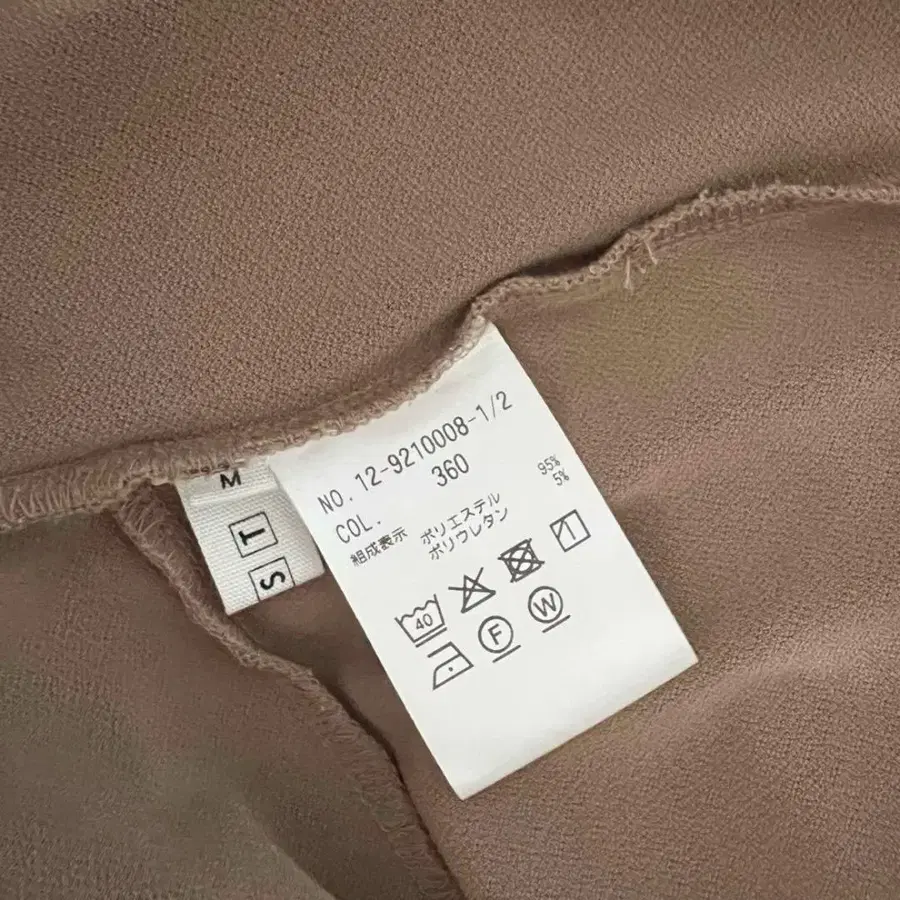 NO. 12-9210008-1/2
COL. 360
組成表示 ポリエステル 95%
ポリウレタン 5%
40
F W
M
T
S